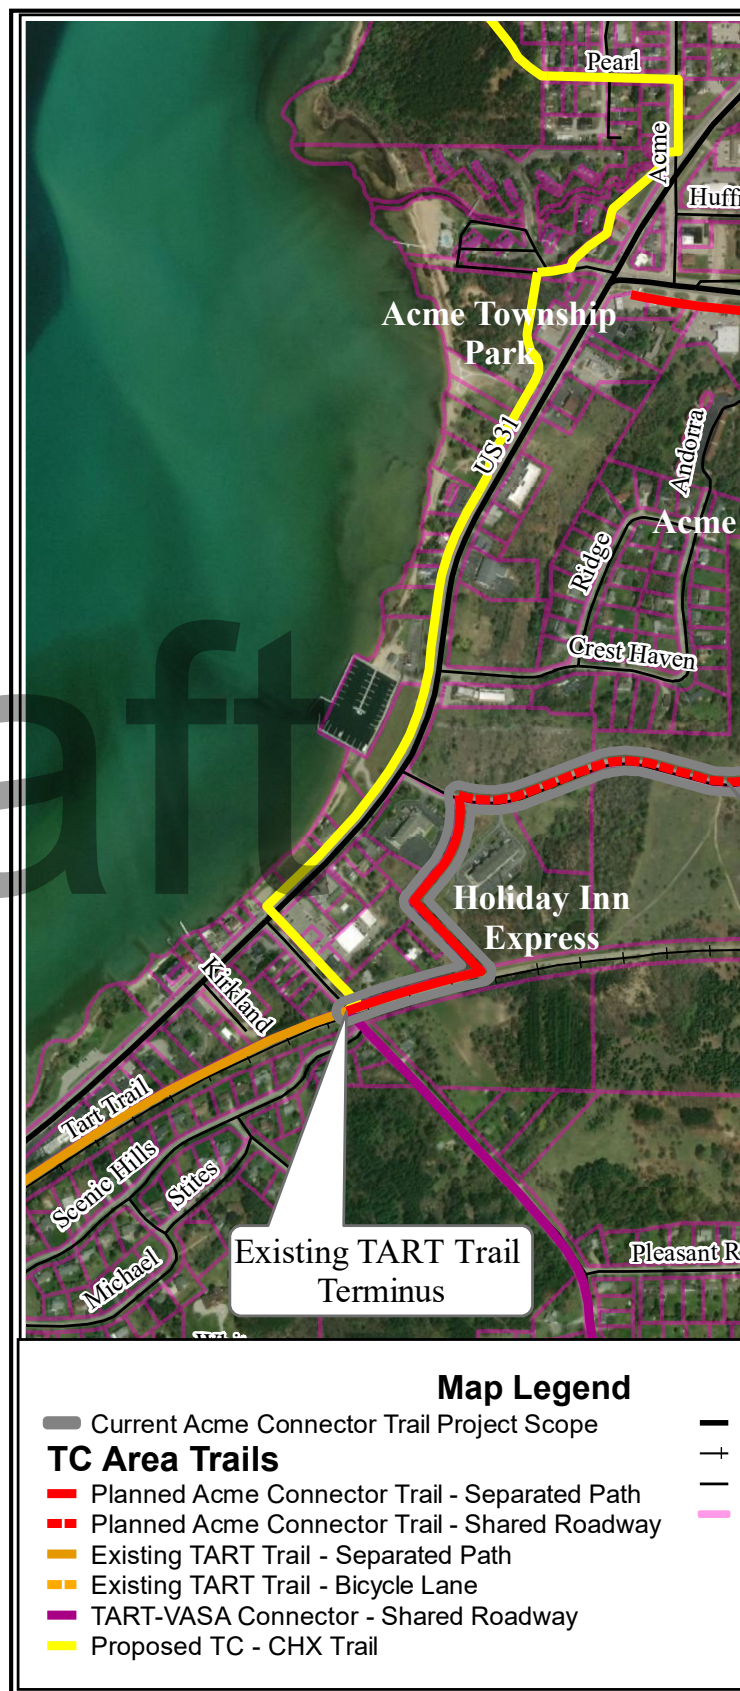 Pearl
Acme
Huffi
Acme Township
Park
US 31
Andorra
Acme
Ridge
Crest Haven
aft
Holiday Inn
Express
Kirkland
Tart Trail
Scenic Hills
Stites
Michael
Existing TART Trail
Terminus
Pleasant R
Map Legend
Current Acme Connector Trail Project Scope
TC Area Trails
Planned Acme Connector Trail - Separated Path
Planned Acme Connector Trail - Shared Roadway
Existing TART Trail - Separated Path
Existing TART Trail - Bicycle Lane
TART-VASA Connector - Shared Roadway
Proposed TC - CHX Trail